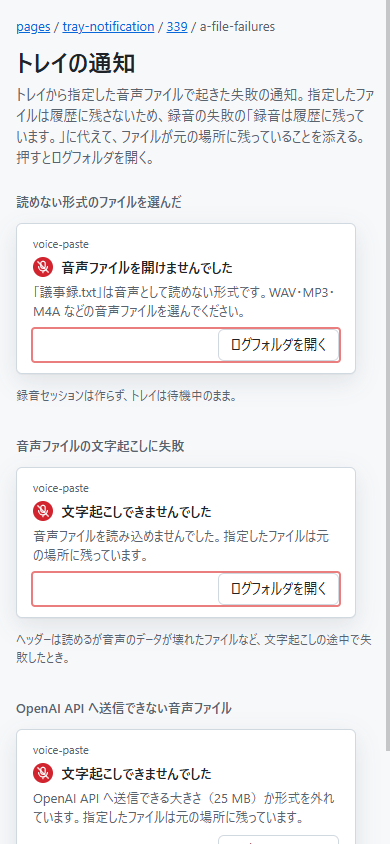 pages / tray-notification / 339 / a-file-failures
トレイの通知
トレイから指定した音声ファイルで起きた失敗の通知。指定したファ
イルは履歴に残さないため、録音の失敗の「録音は履歴に残ってい
ます。」に代えて、ファイルが元の場所に残っていることを添える。
押すとログフォルダを開く。
読めない形式のファイルを選んだ
voice-paste
音声ファイルを開けませんでした
「議事録.txt」は音声として読めない形式です。WAV・MP3・
M4A などの音声ファイルを選んでください。
ログフォルダを開く
録音セッションは作らず、トレイは待機中のまま。
音声ファイルの文字起こしに失敗
voice-paste
文字起こしできませんでした
音声ファイルを読み込めませんでした。指定したファイルは元
の場所に残っています。
ログフォルダを開く
ヘッダーは読めるが音声のデータが壊れたファイルなど、文字起こしの途中で失
敗したとき。
OpenAI API へ送信できない音声ファイル
voice-paste
文字起こしできませんでした
OpenAI API へ送信できる大きさ（25 MB）か形式を外れ
ています。指定したファイルは元の場所に残っています。